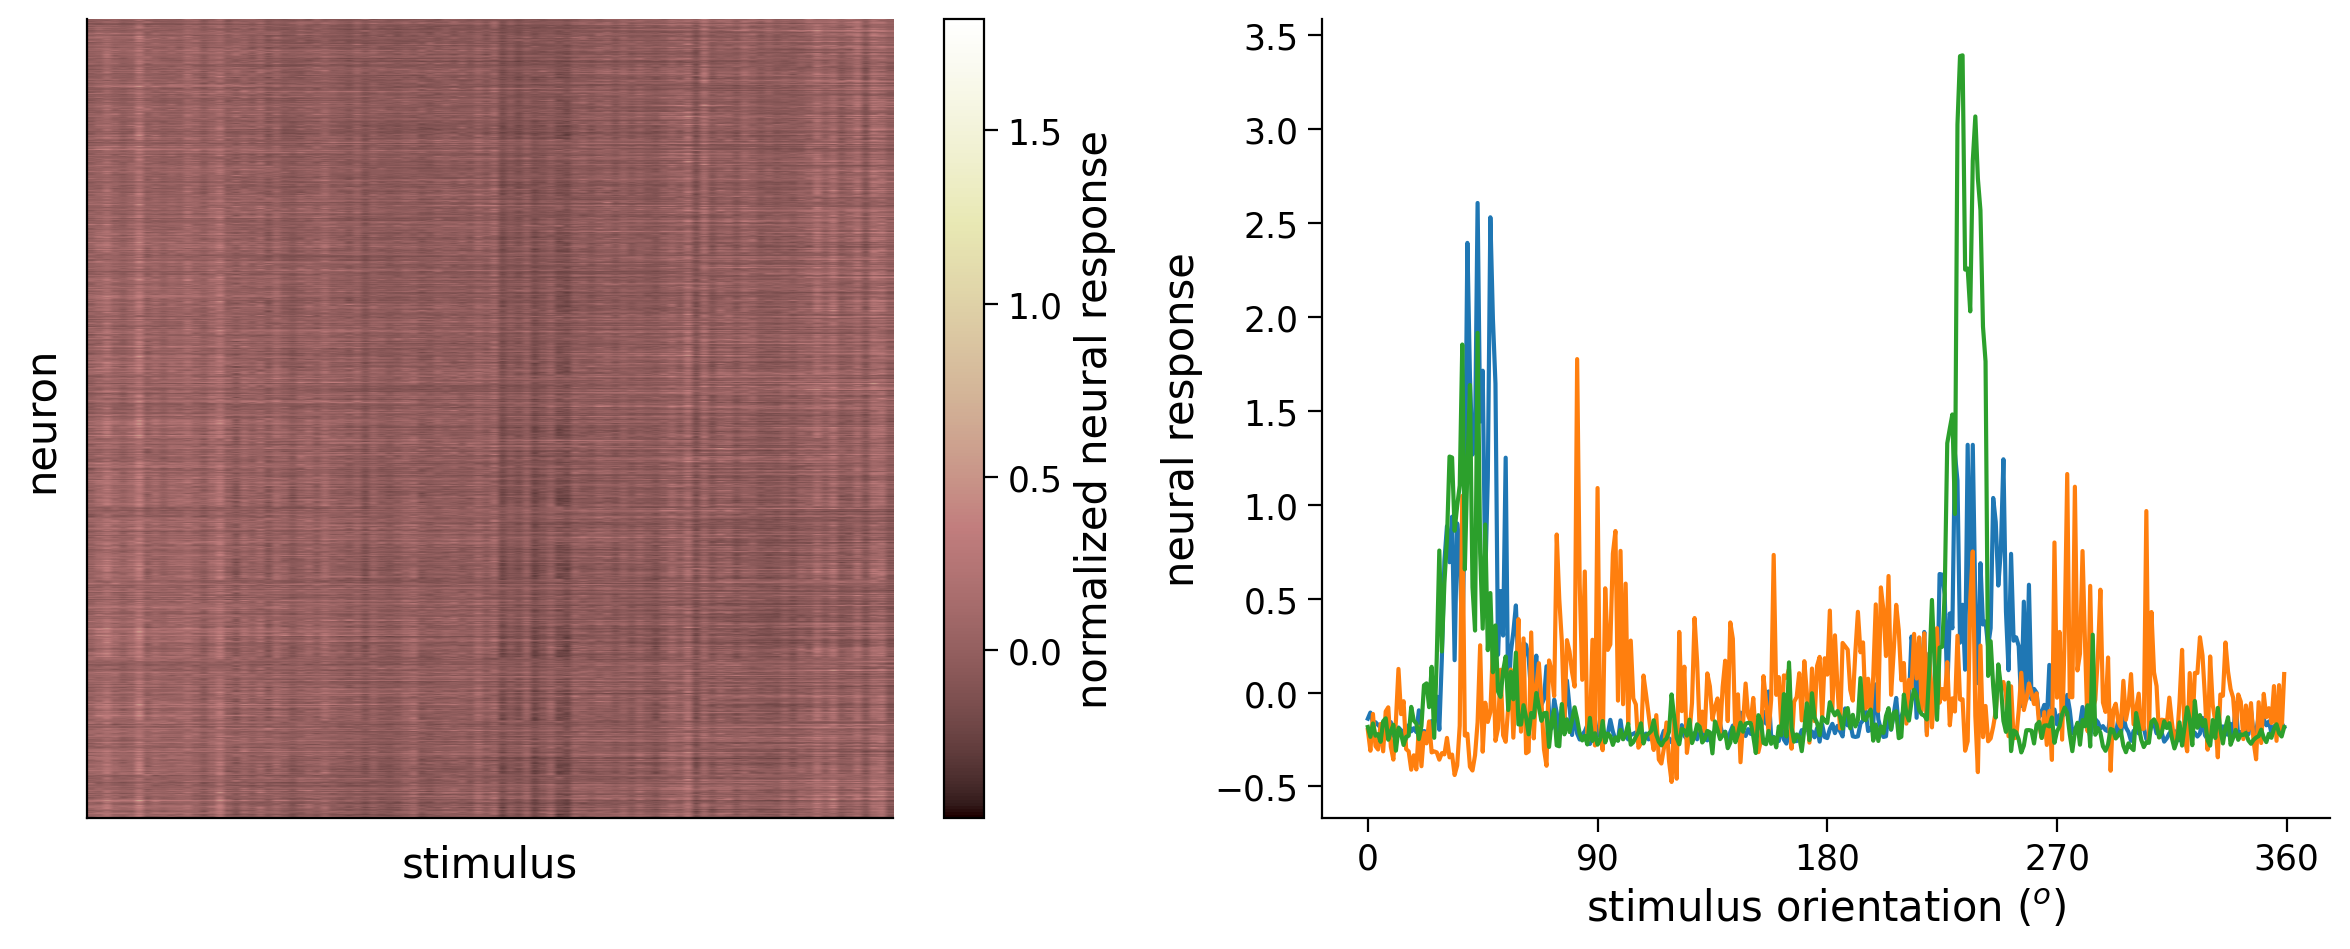 neuron
stimulus
1.5
1.0
0.5
0.0
normalized neural response
neural response
3.5
3.0
2.5
2.0
1.5
1.0
0.5
0.0
−0.5
0 90 180 270 360
stimulus orientation (o)